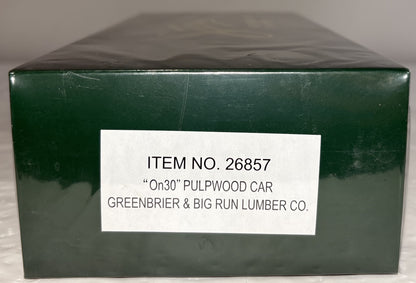 ITEM NO. 26857
“On30” PULPWOOD CAR
GREENBRIER & BIG RUN LUMBER CO.